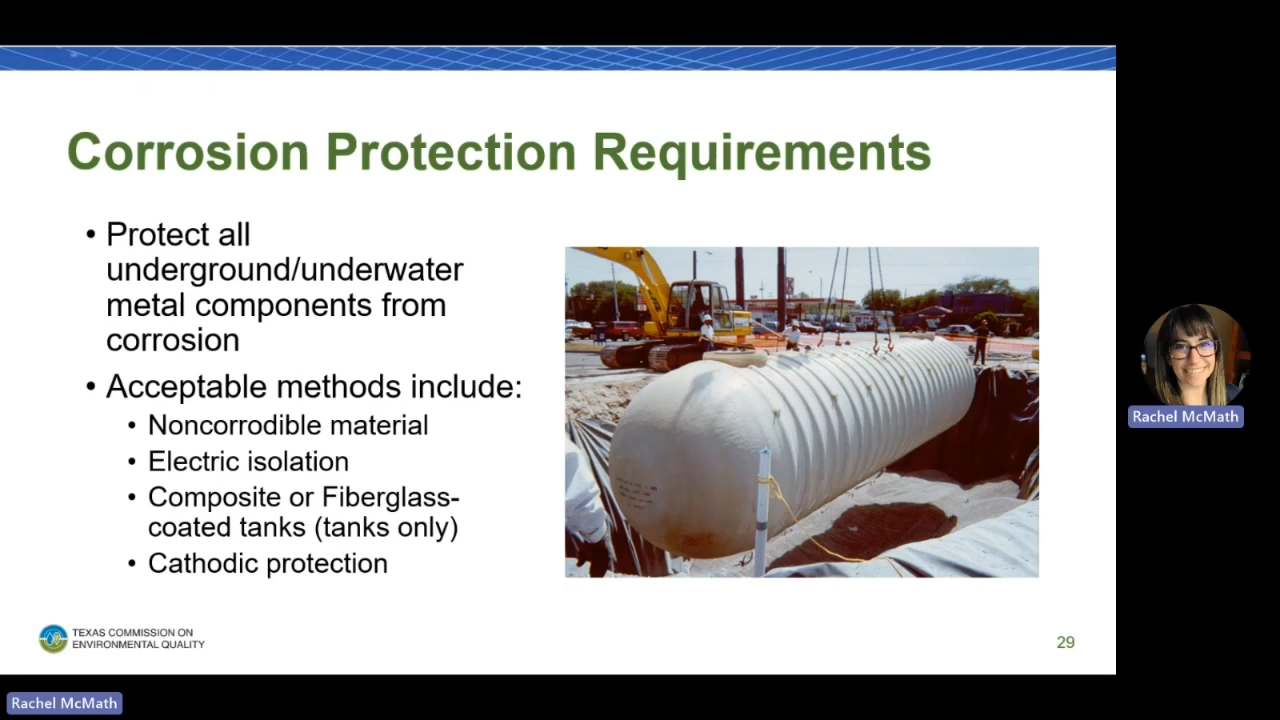 Corrosion Protection Requirements
• Protect all
underground/underwater
metal components from
corrosion
• Acceptable methods include:
• Noncorrodible material
• Electric isolation
• Composite or Fiberglass-
coated tanks (tanks only)
• Cathodic protection
TEXAS COMMISSION ON
ENVIRONMENTAL QUALITY
29
Rachel McMath
Rachel McMath